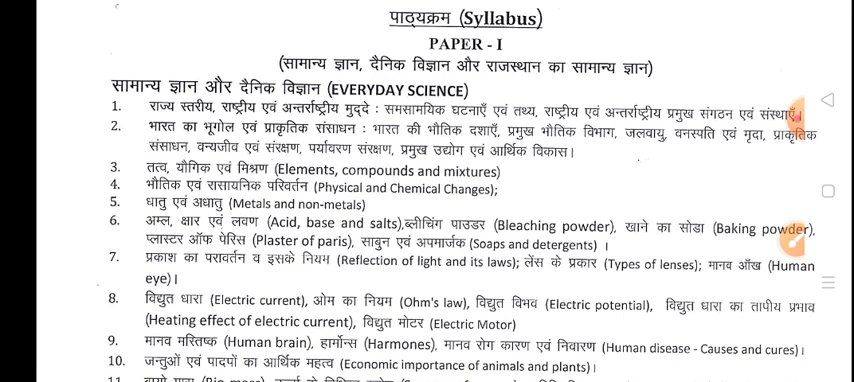 पाठ्यक्रम (Syllabus)
PAPER - I
(सामान्य ज्ञान, दैनिक विज्ञान और राजस्थान का सामान्य ज्ञान)
सामान्य ज्ञान और दैनिक विज्ञान (EVERYDAY SCIENCE)
1. राज्य स्तरीय, राष्ट्रीय एवं अन्तर्राष्ट्रीय मुद्दे : समसामयिक घटनाएँ एवं तथ्य, राष्ट्रीय एवं अन्तर्राष्ट्रीय प्रमुख संगठन एवं संस्थाएँ।
2. भारत का भूगोल एवं प्राकृतिक संसाधन : भारत की भौतिक दशाएँ, प्रमुख भौतिक विभाग, जलवायु, वनस्पति एवं मृदा, प्राकृतिक
संसाधन, वन्यजीव एवं संरक्षण, पर्यावरण संरक्षण, प्रमुख उद्योग एवं आर्थिक विकास।
3. तत्व, यौगिक एवं मिश्रण (Elements, compounds and mixtures)
4. भौतिक एवं रासायनिक परिवर्तन (Physical and Chemical Changes);
5. धातु एवं अधातु (Metals and non-metals)
6. अम्ल, क्षार एवं लवण (Acid, base and salts),ब्लीचिंग पाउडर (Bleaching powder), खाने का सोडा (Baking powder),
प्लास्टर ऑफ पेरिस (Plaster of paris), साबुन एवं अपमार्जक (Soaps and detergents) ।
7. प्रकाश का परावर्तन व इसके नियम (Reflection of light and its laws); लेंस के प्रकार (Types of lenses); मानव आँख (Human
eye)।
8. विद्युत धारा (Electric current), ओम का नियम (Ohm's law), विद्युत विभव (Electric potential), विद्युत धारा का तापीय प्रभाव
(Heating effect of electric current), विद्युत मोटर (Electric Motor)
9. मानव मस्तिष्क (Human brain), हार्मोन्स (Harmones), मानव रोग कारण एवं निवारण (Human disease - Causes and cures)।
10. जन्तुओं एवं पादपों का आर्थिक महत्व (Economic importance of animals and plants)।